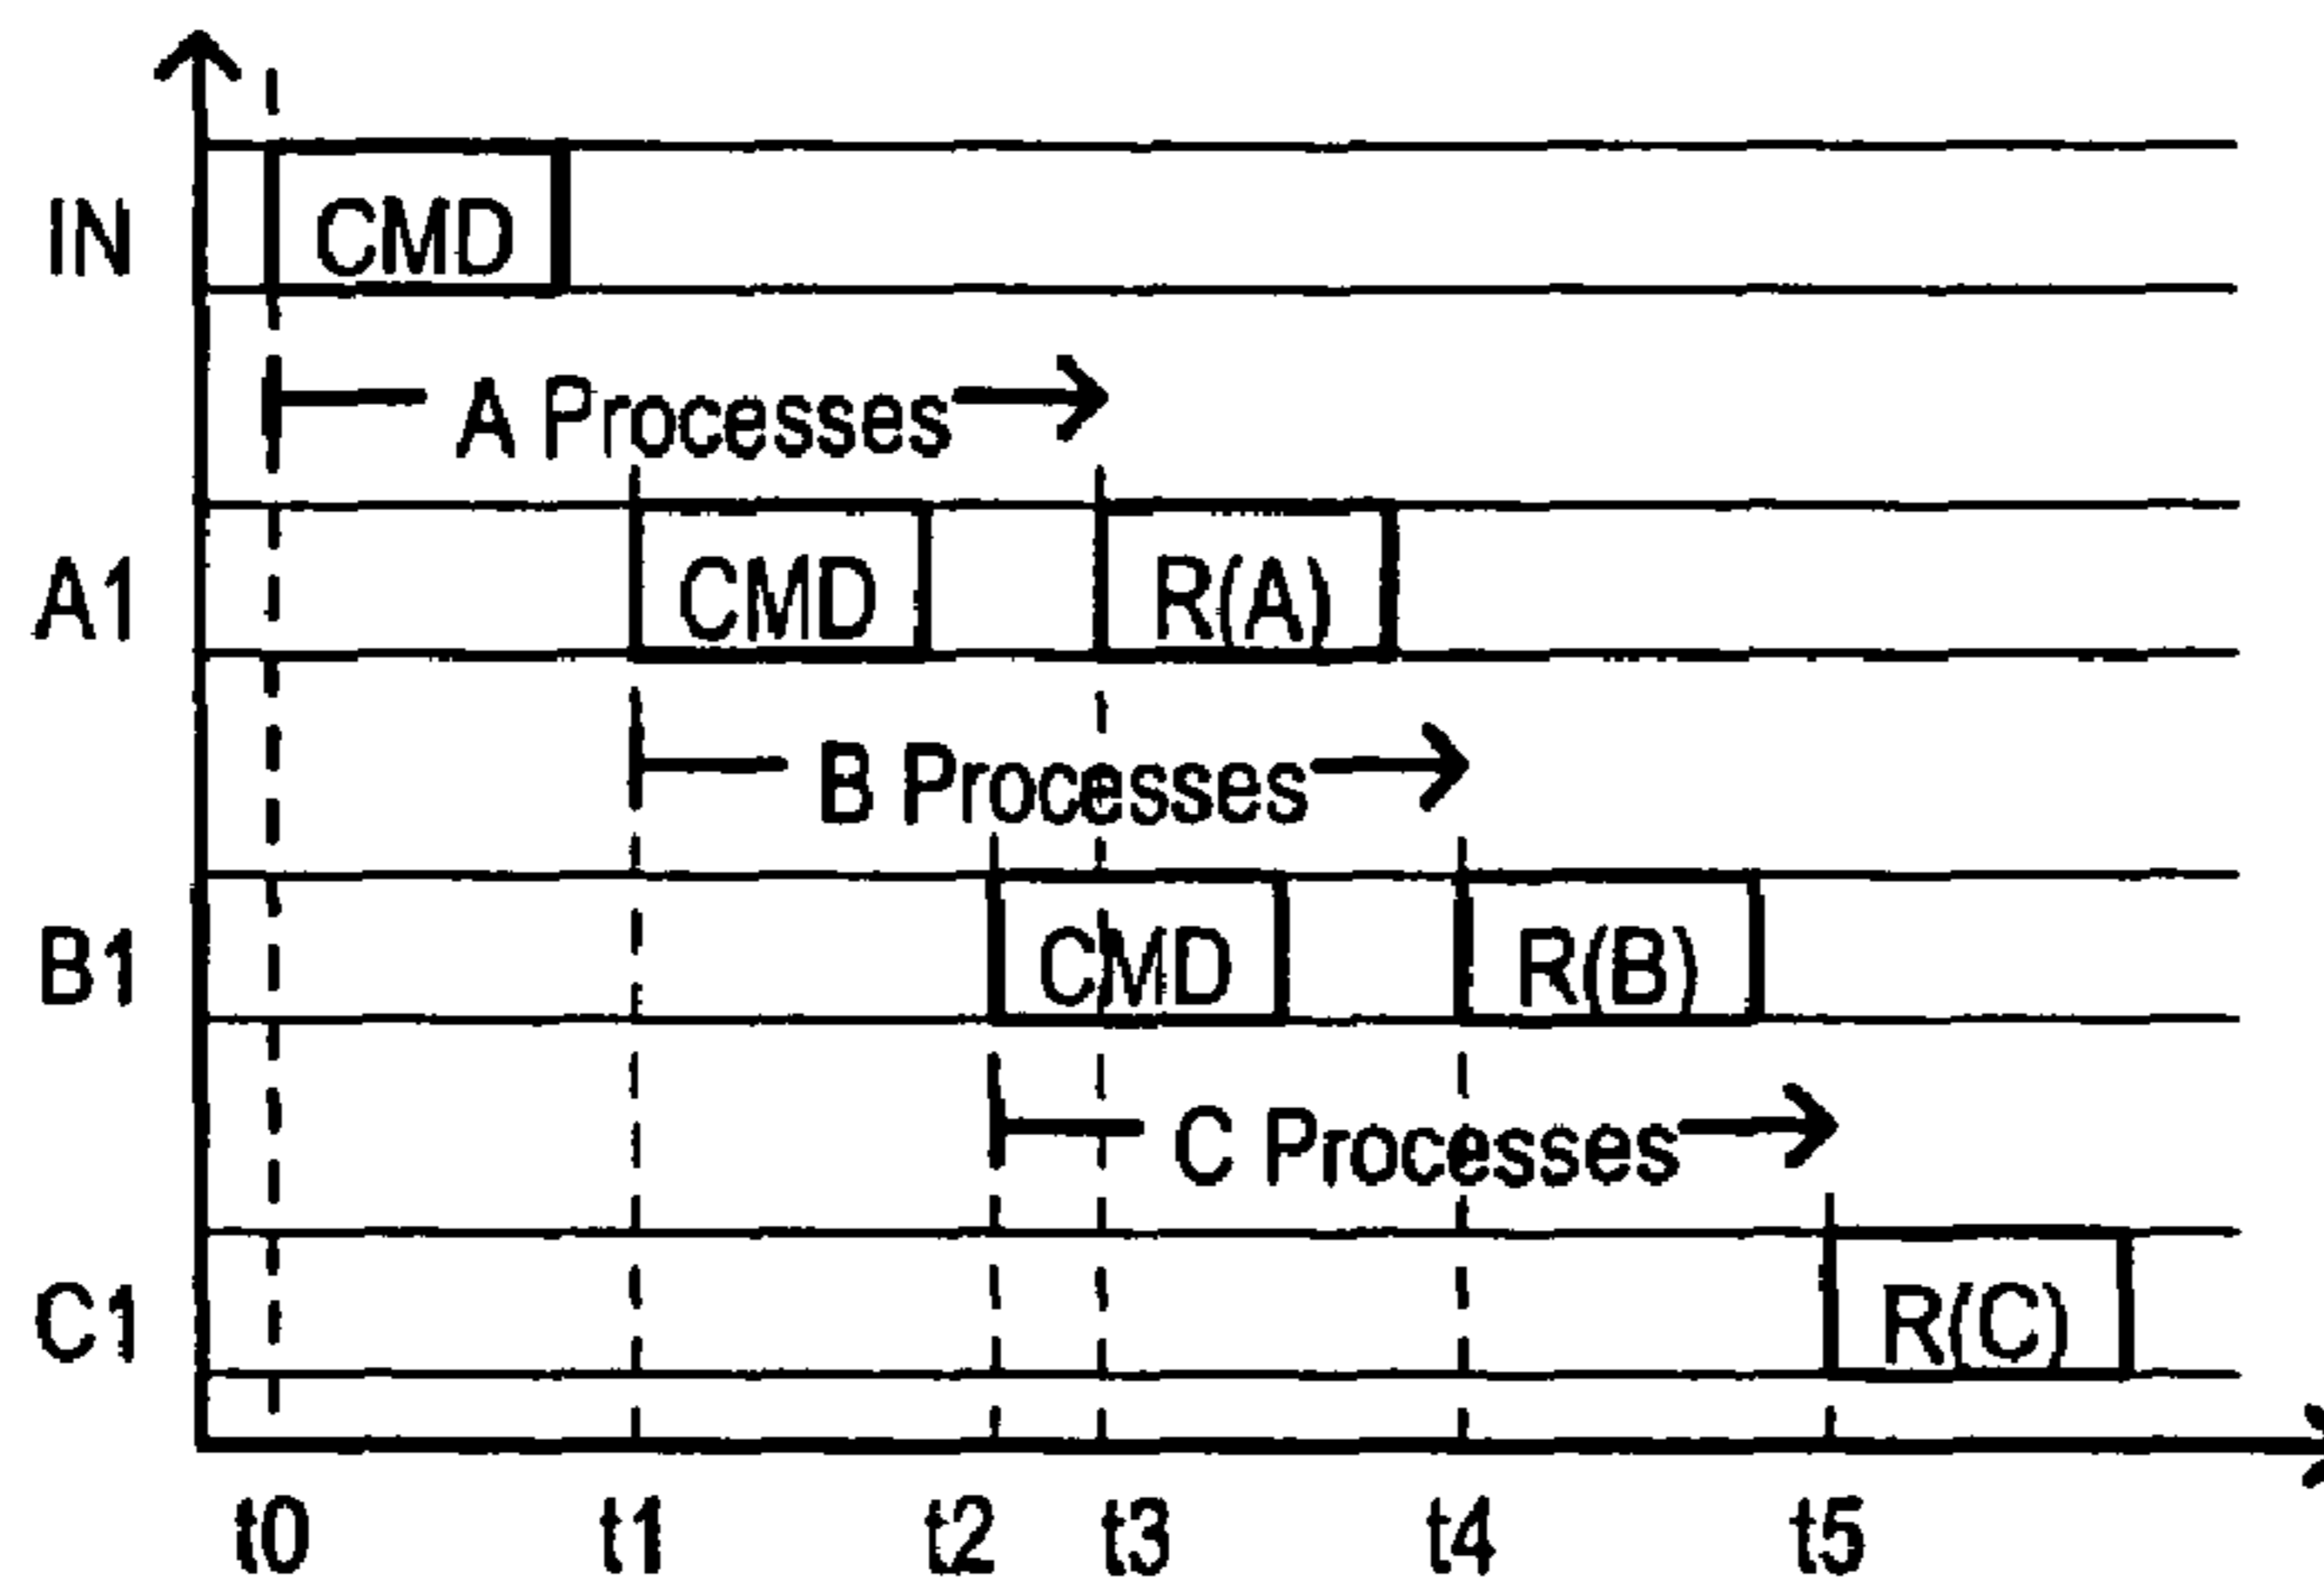 IN CMD
A Processes
A1 CMD R(A)
B Processes
B1 CMD R(B)
C Processes
C1 R(C)
t0 t1 t2 t3 t4 t5